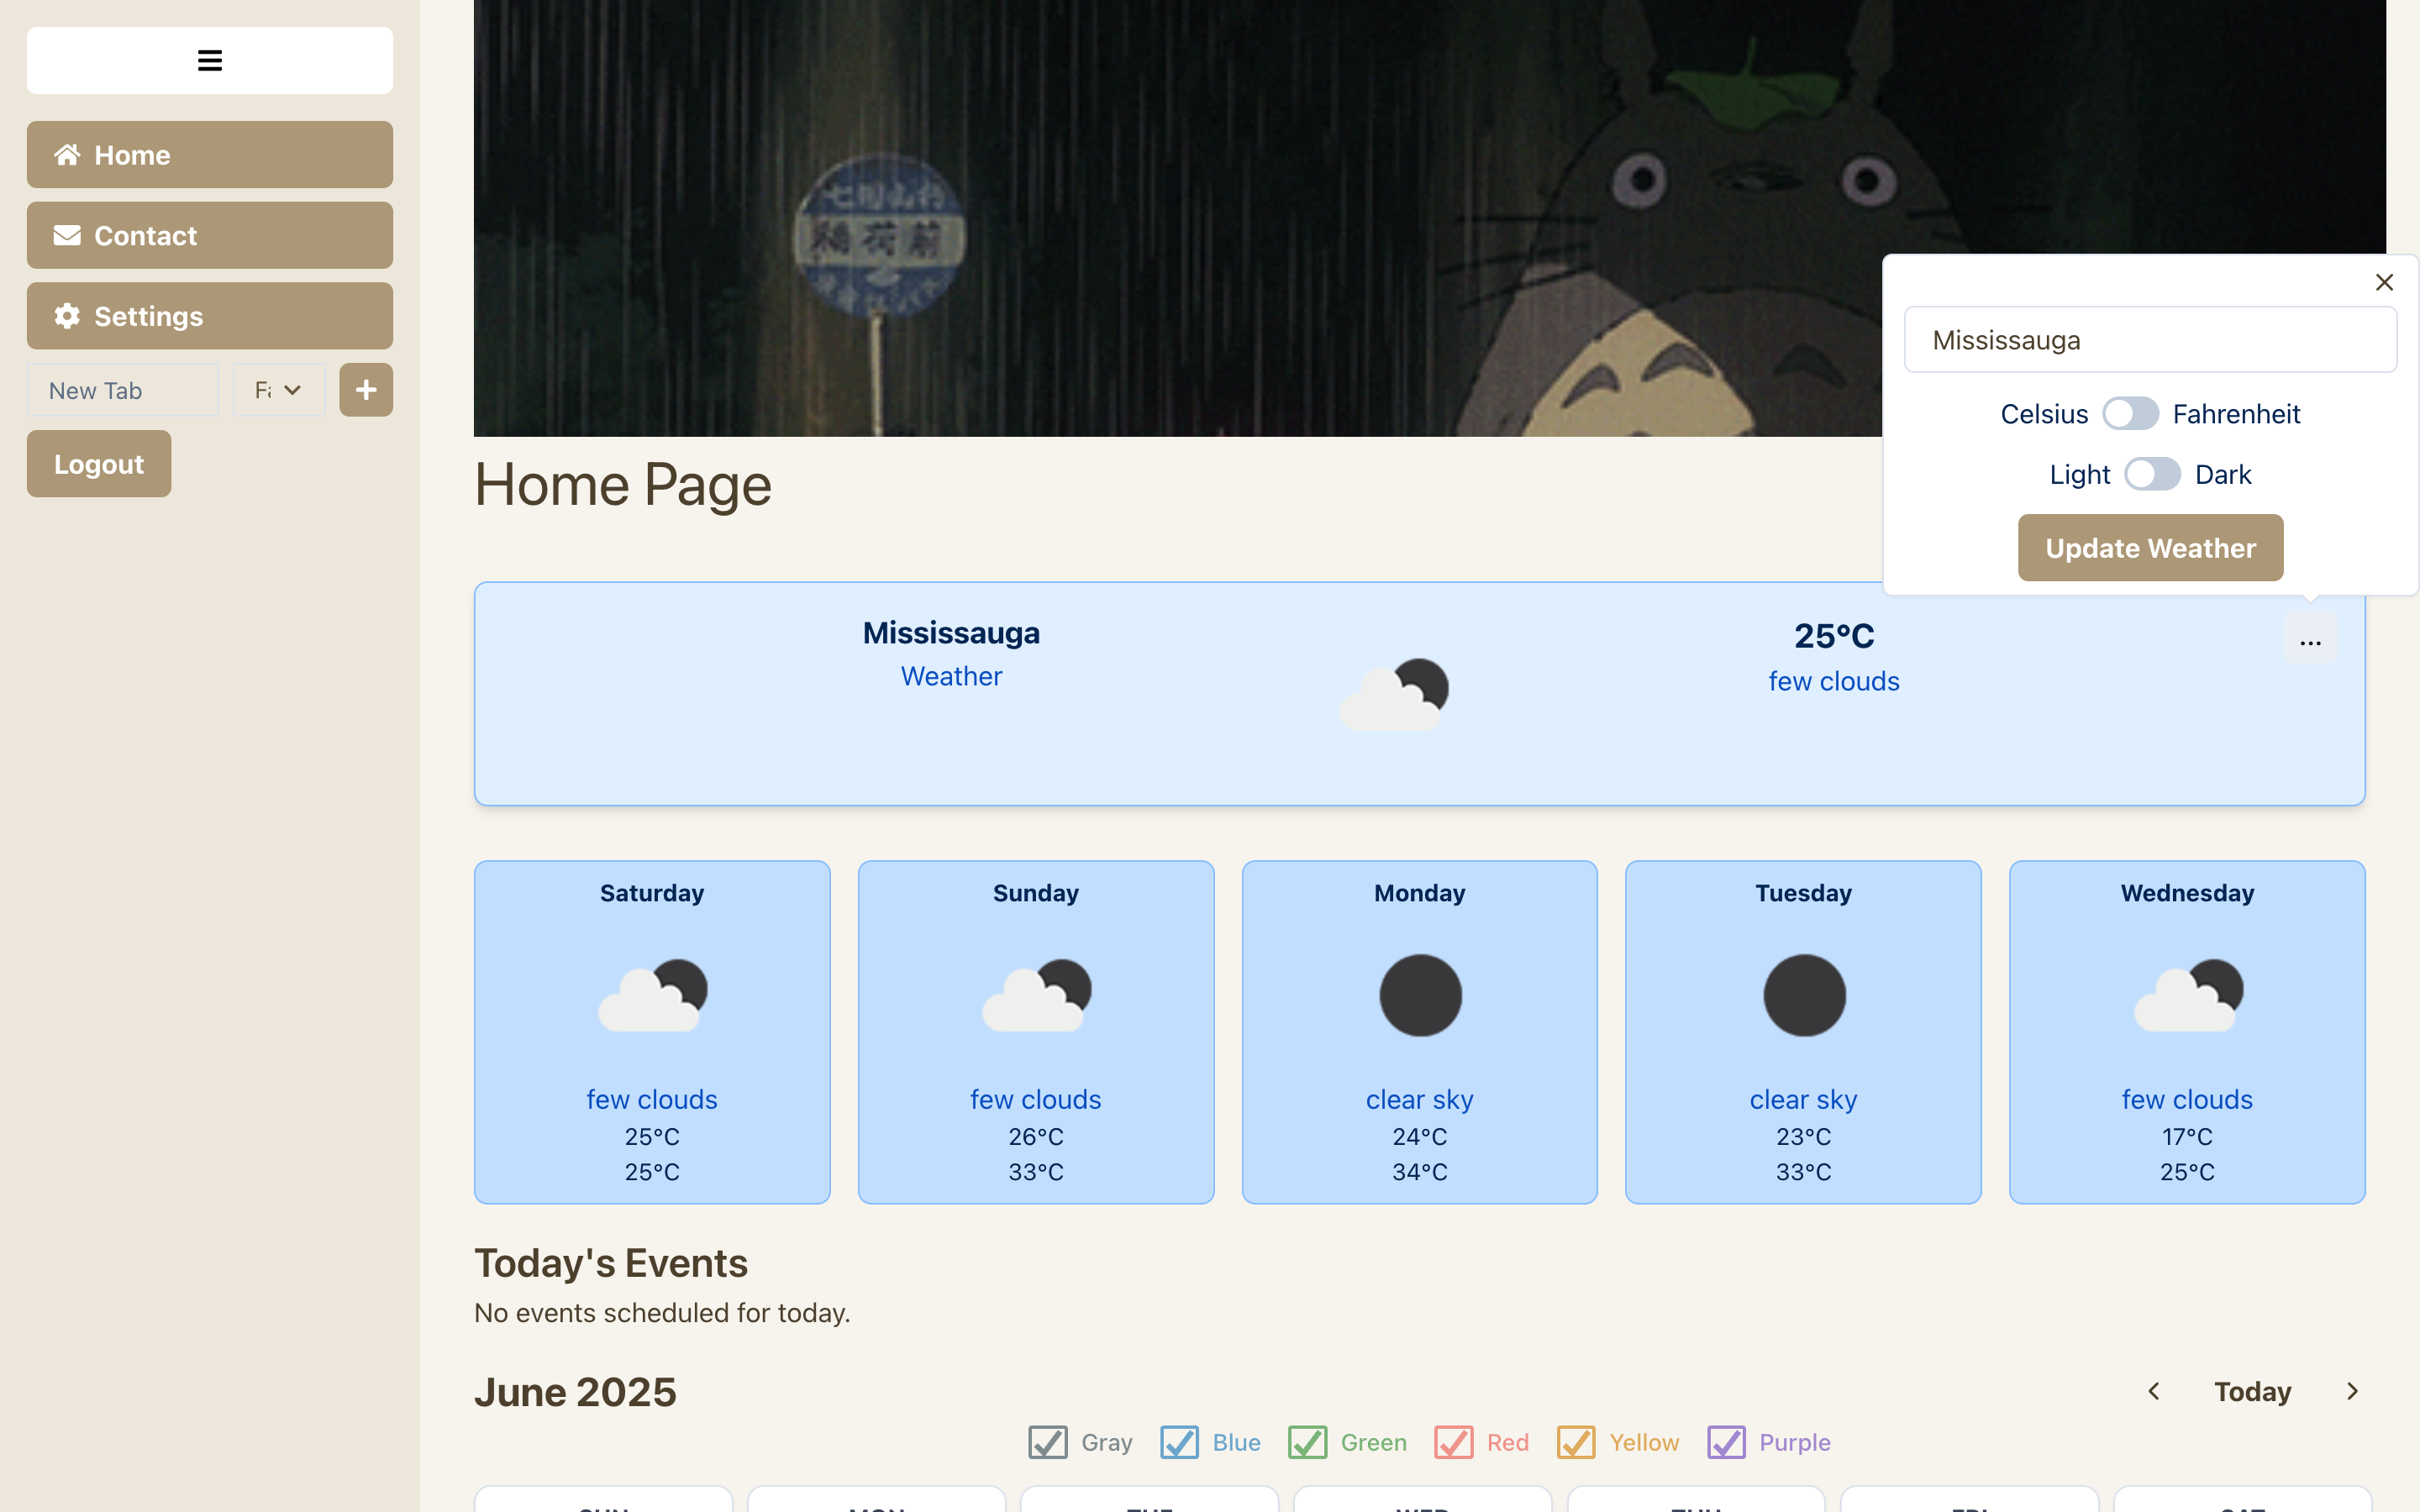 Home
Contact
Settings
New Tab
Logout
稲荷前
Home Page
Mississauga
Celsius Fahrenheit
Light Dark
Update Weather
Mississauga
Weather
25°C
few clouds
...
Saturday
few clouds
25°C
25°C
Sunday
few clouds
26°C
33°C
Monday
clear sky
24°C
34°C
Tuesday
clear sky
23°C
33°C
Wednesday
few clouds
17°C
25°C
Today's Events
No events scheduled for today.
June 2025
Today
Gray Blue Green Red Yellow Purple